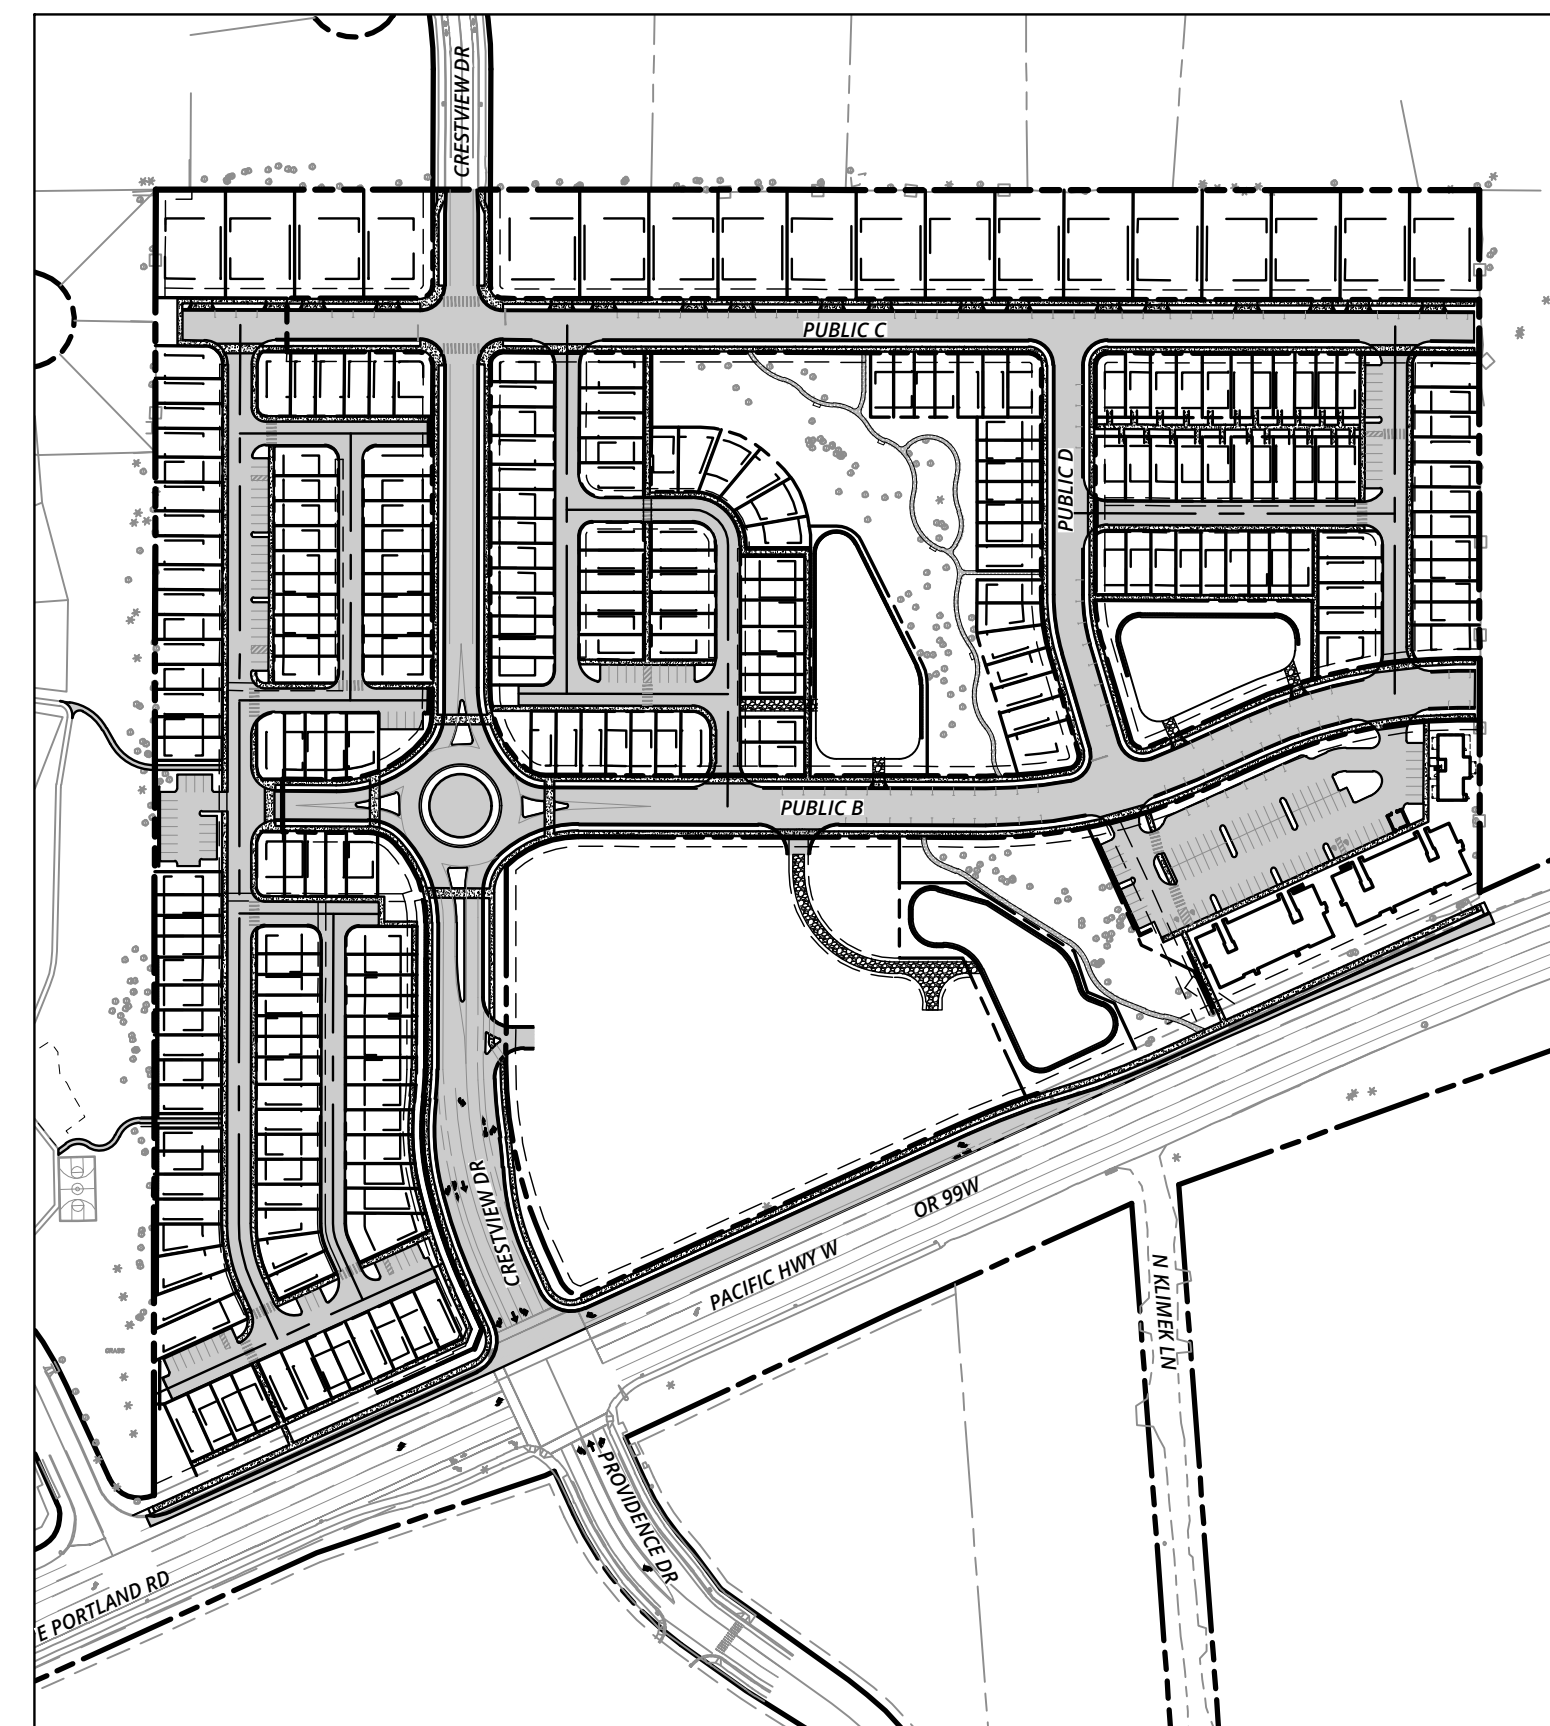 CRESTVIEW DR
PUBLIC C
PUBLIC D
PUBLIC B
CRESTVIEW DR
OR 99W
PACIFIC HWY W
N KLIMEK LN
PROVIDENCE DR
E PORTLAND RD